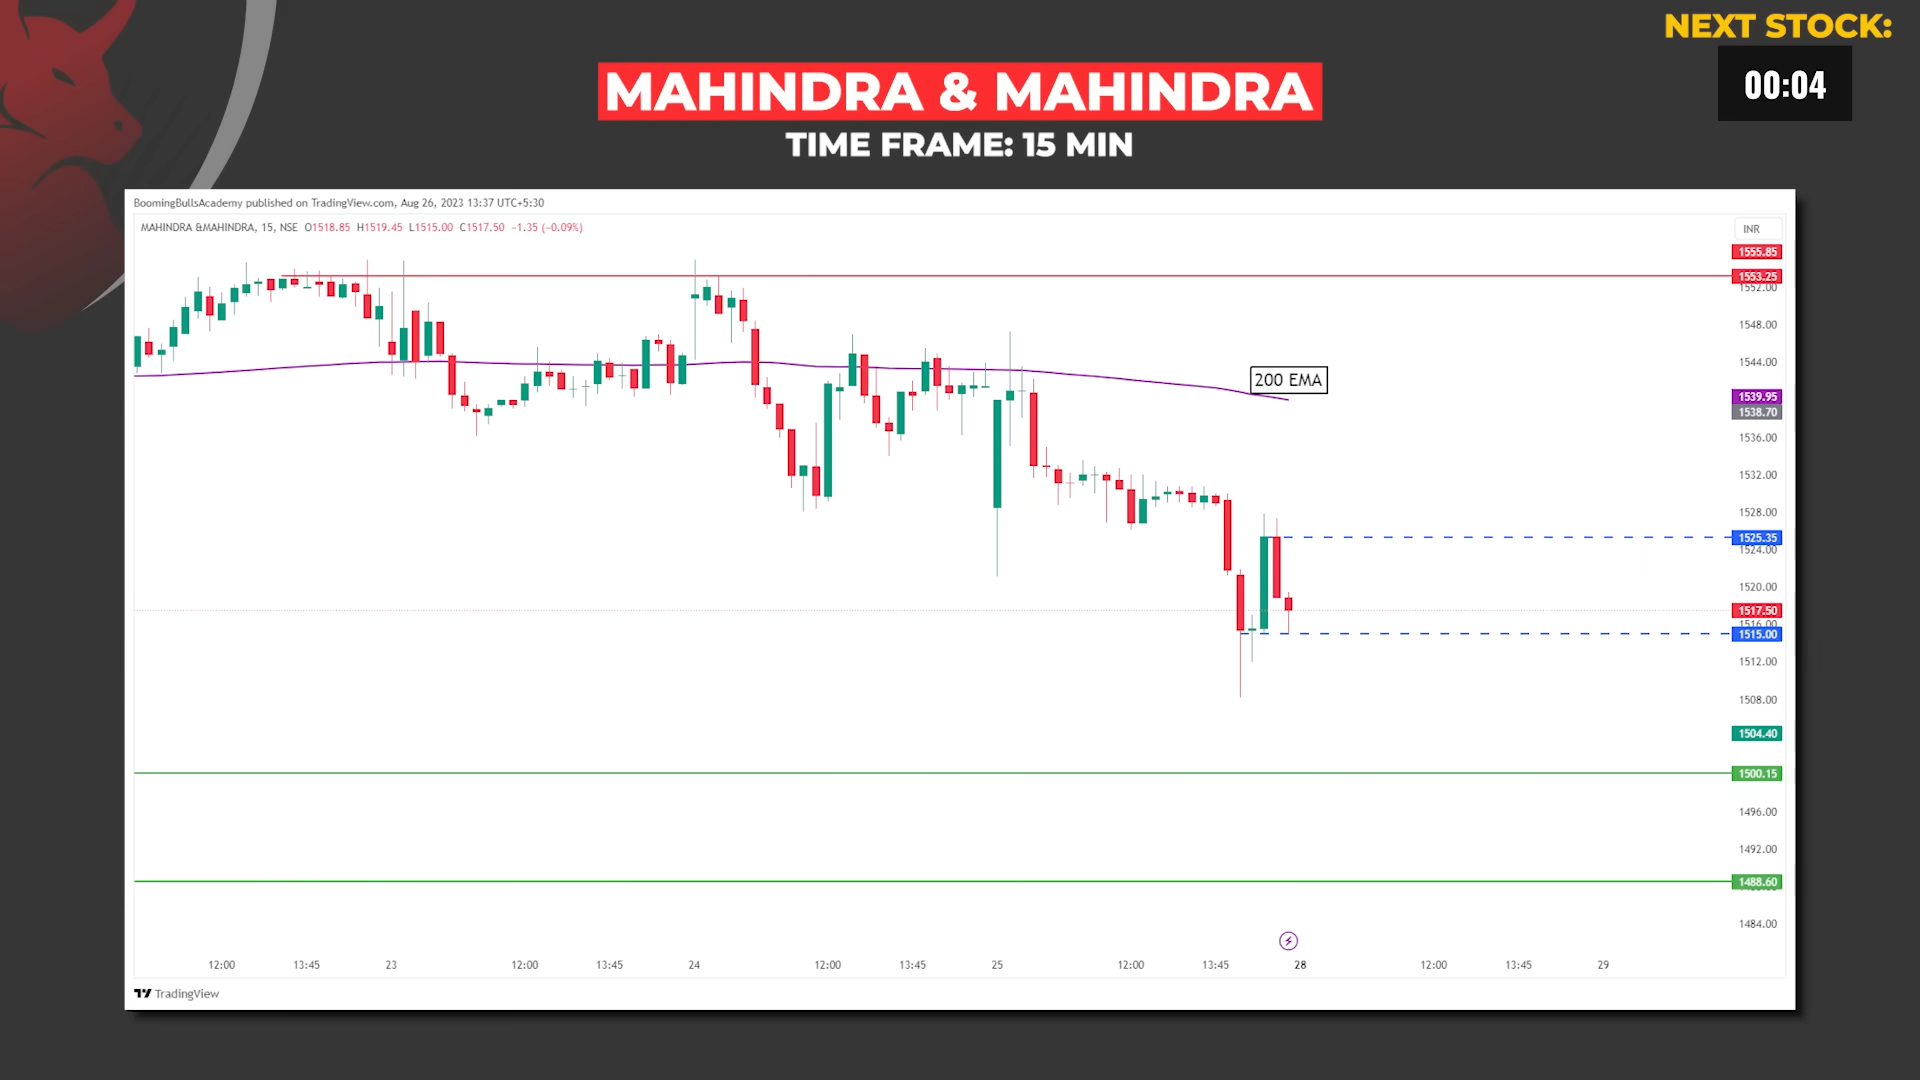 NEXT STOCK:
00:04
MAHINDRA & MAHINDRA
TIME FRAME: 15 MIN
BoomingBullsAcademy published on TradingView.com, Aug 26, 2023 13:37 UTC+5:30
MAHINDRA &MAHINDRA, 15, NSE O1518.85 H1519.45 L1515.00 C1517.50 −1.35 (−0.09%)
INR
1555.85
1553.25
1552.00
1548.00
1544.00
200 EMA
1539.95
1538.70
1536.00
1532.00
1528.00
1525.35
1524.00
1520.00
1517.50
1516.00
1515.00
1512.00
1508.00
1504.40
1500.15
1496.00
1492.00
1488.60
1484.00
12:00 13:45 23 12:00 13:45 24 12:00 13:45 25 12:00 13:45 28 12:00 13:45 29
TradingView